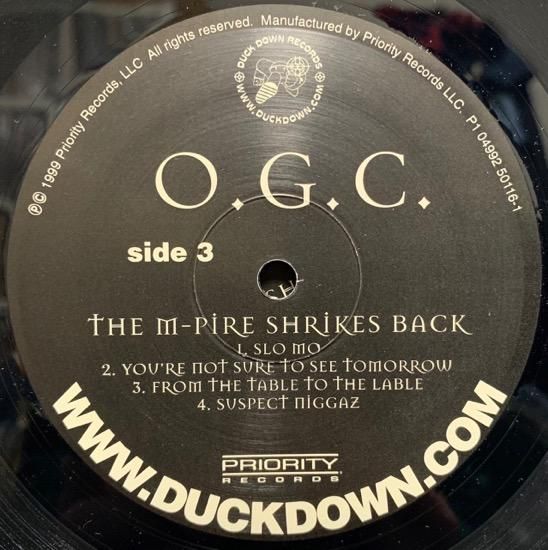 ℗© 1999 Priority Records, LLC All rights reserved. Manufactured by Priority Records LLC. P1 04992 50116-1
DUCK DOWN RECORDS
WWW.DUCKDOWN.COM
O.G.C.
side 3
THE M-PIRE SHRIKES BACK
1. SLO MO
2. YOU'RE NOT SURE TO SEE TOMORROW
3. FROM THE TABLE TO THE LABLE
4. SUSPECT NIGGAZ
PRIORITY
RECORDS
WWW.DUCKDOWN.COM